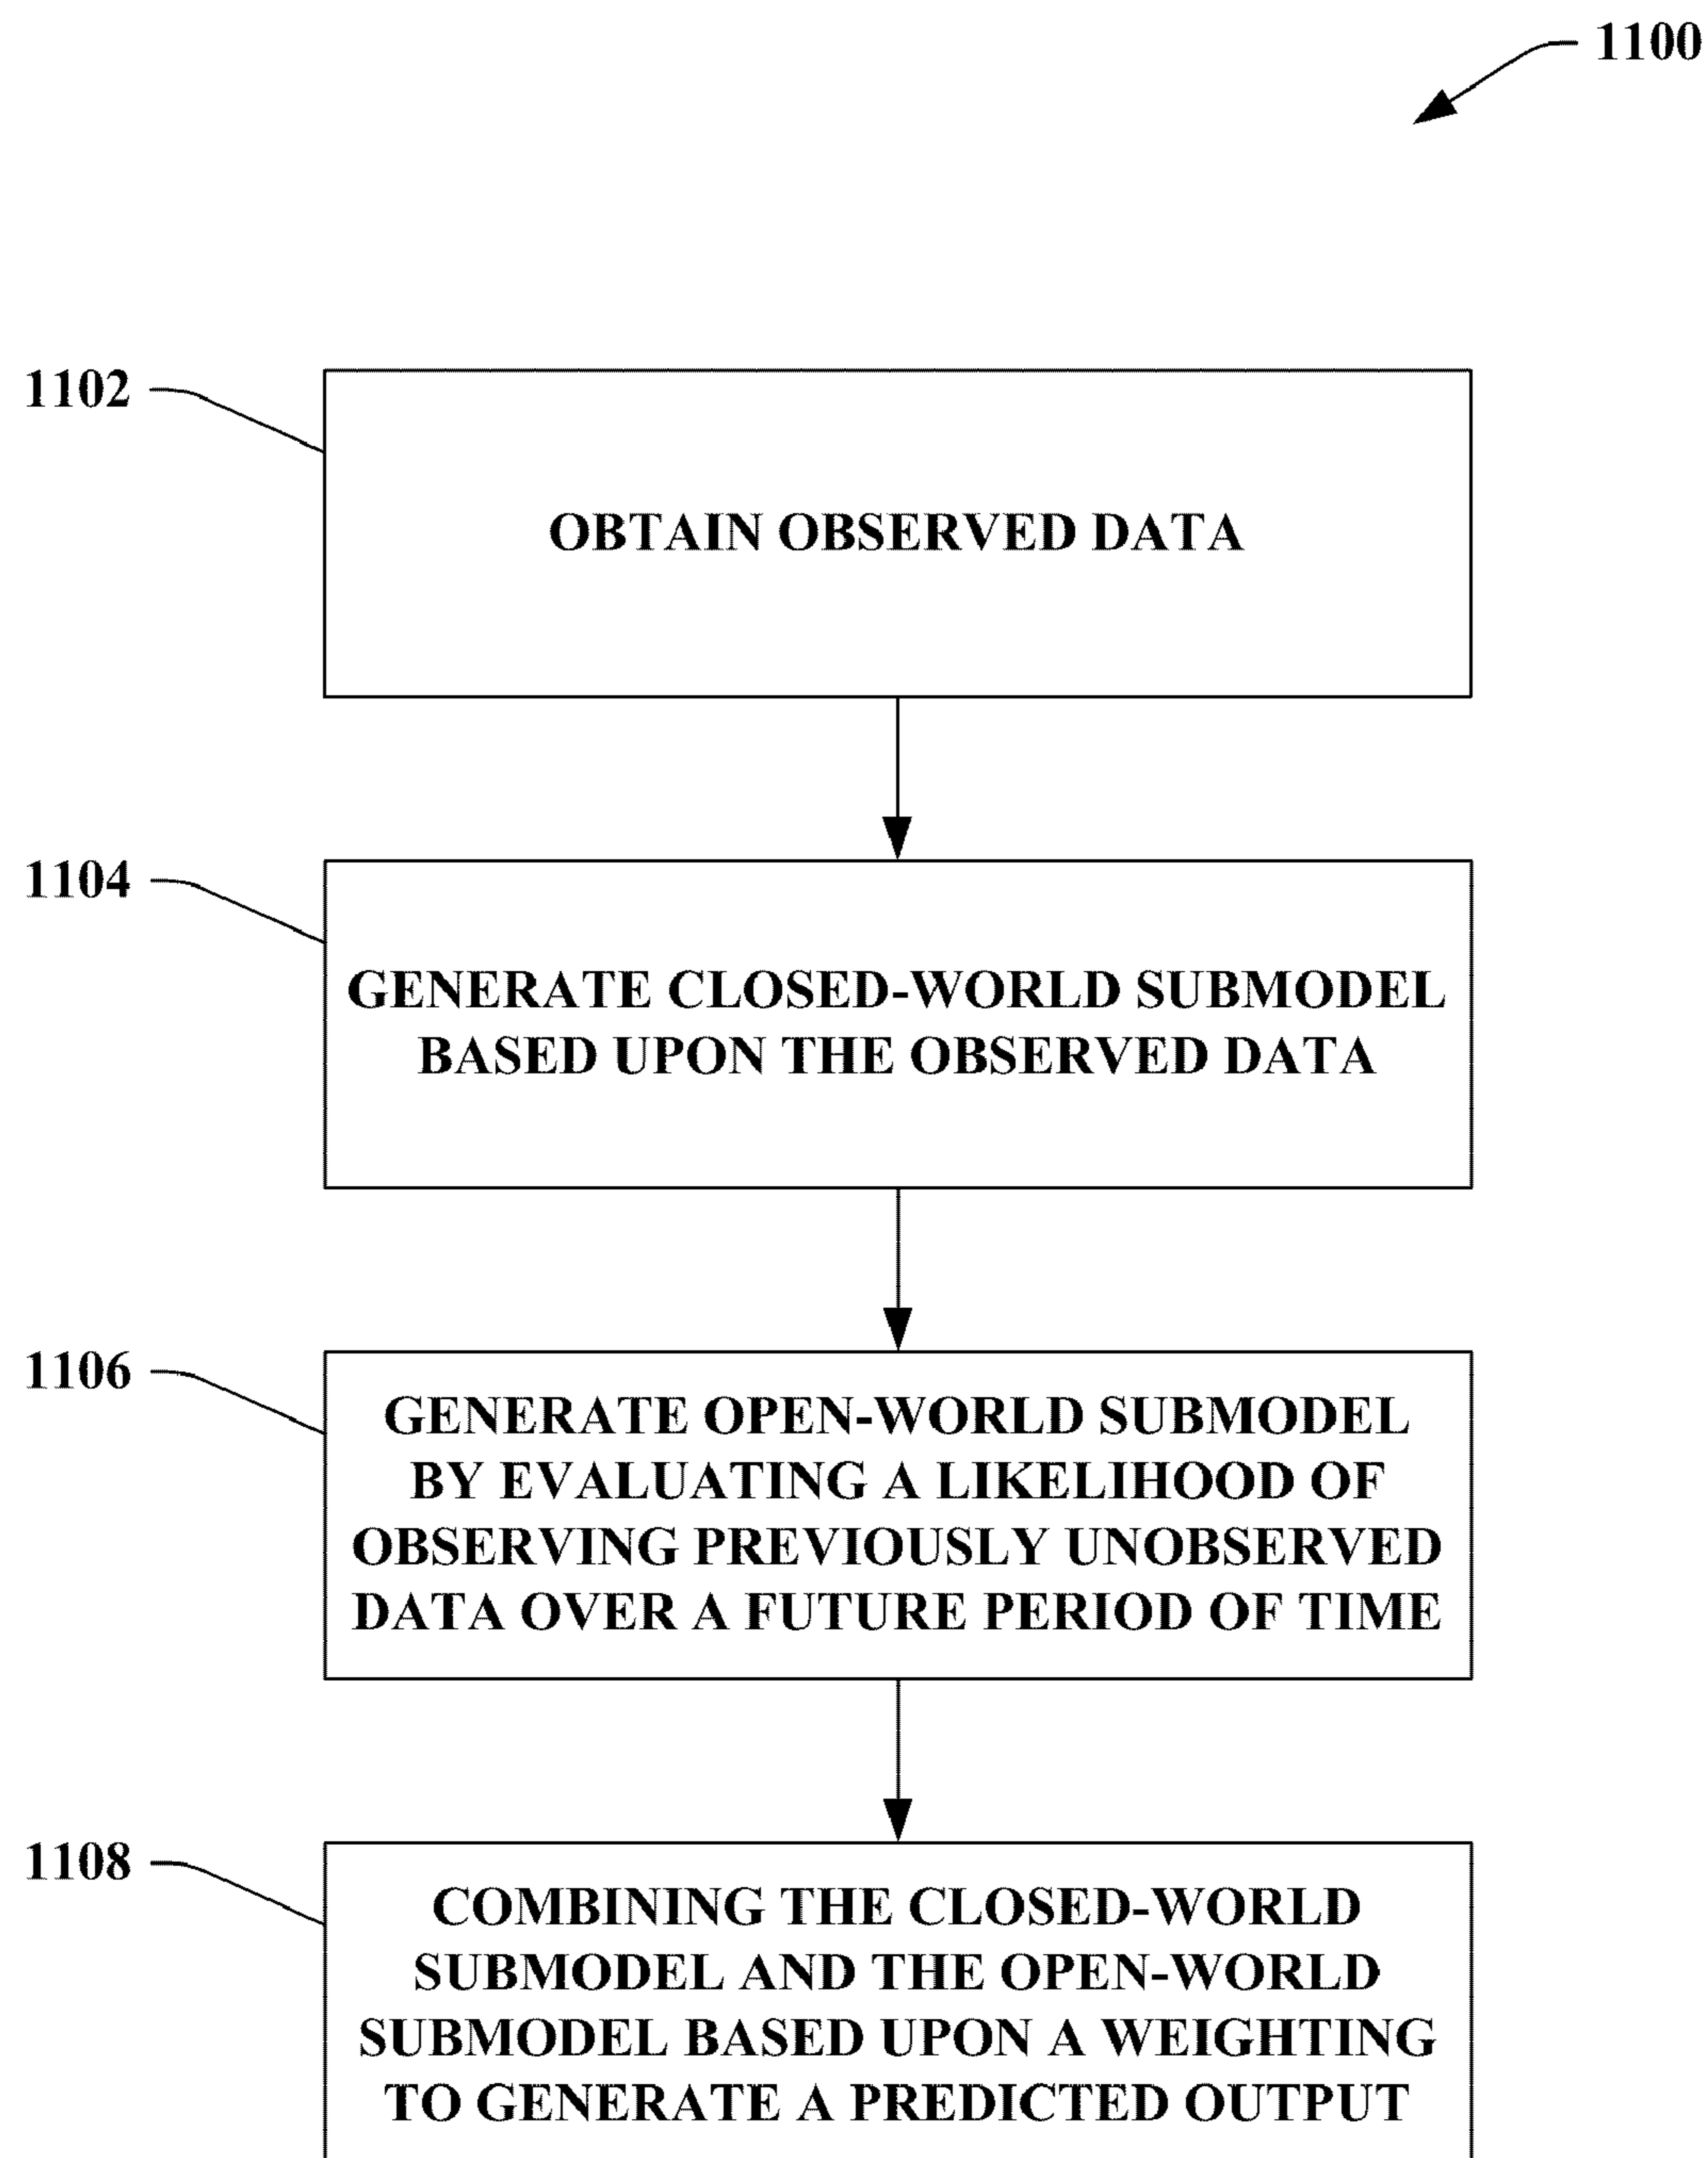 1100
1102
OBTAIN OBSERVED DATA
1104
GENERATE CLOSED-WORLD SUBMODEL
BASED UPON THE OBSERVED DATA
1106
GENERATE OPEN-WORLD SUBMODEL
BY EVALUATING A LIKELIHOOD OF
OBSERVING PREVIOUSLY UNOBSERVED
DATA OVER A FUTURE PERIOD OF TIME
1108
COMBINING THE CLOSED-WORLD
SUBMODEL AND THE OPEN-WORLD
SUBMODEL BASED UPON A WEIGHTING
TO GENERATE A PREDICTED OUTPUT